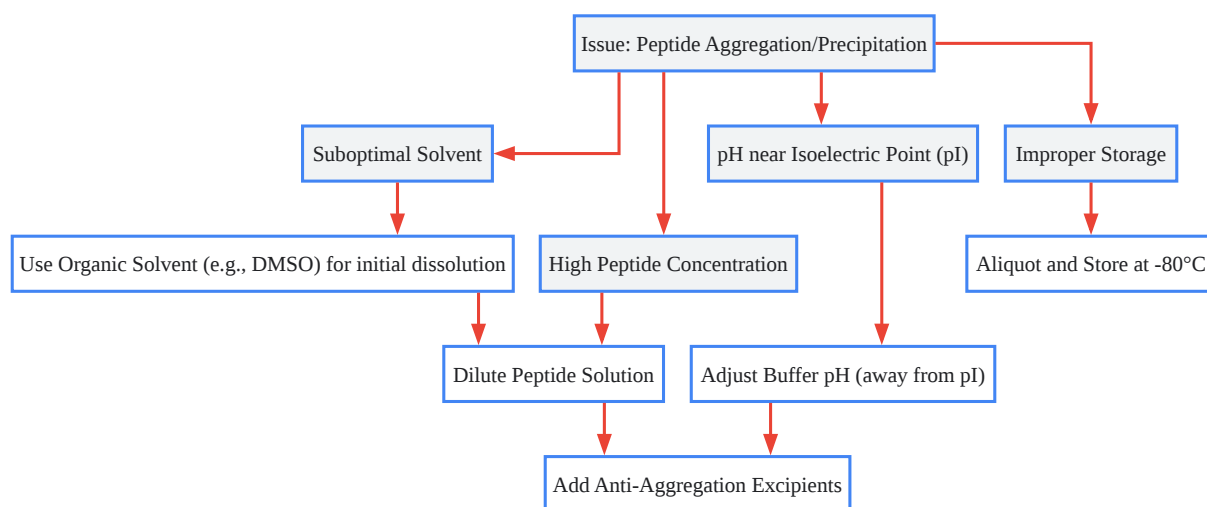 Issue: Peptide Aggregation/Precipitation
Suboptimal Solvent
pH near Isoelectric Point (pI)
Improper Storage
Use Organic Solvent (e.g., DMSO) for initial dissolution
High Peptide Concentration
Aliquot and Store at -80°C
Dilute Peptide Solution
Adjust Buffer pH (away from pI)
Add Anti-Aggregation Excipients